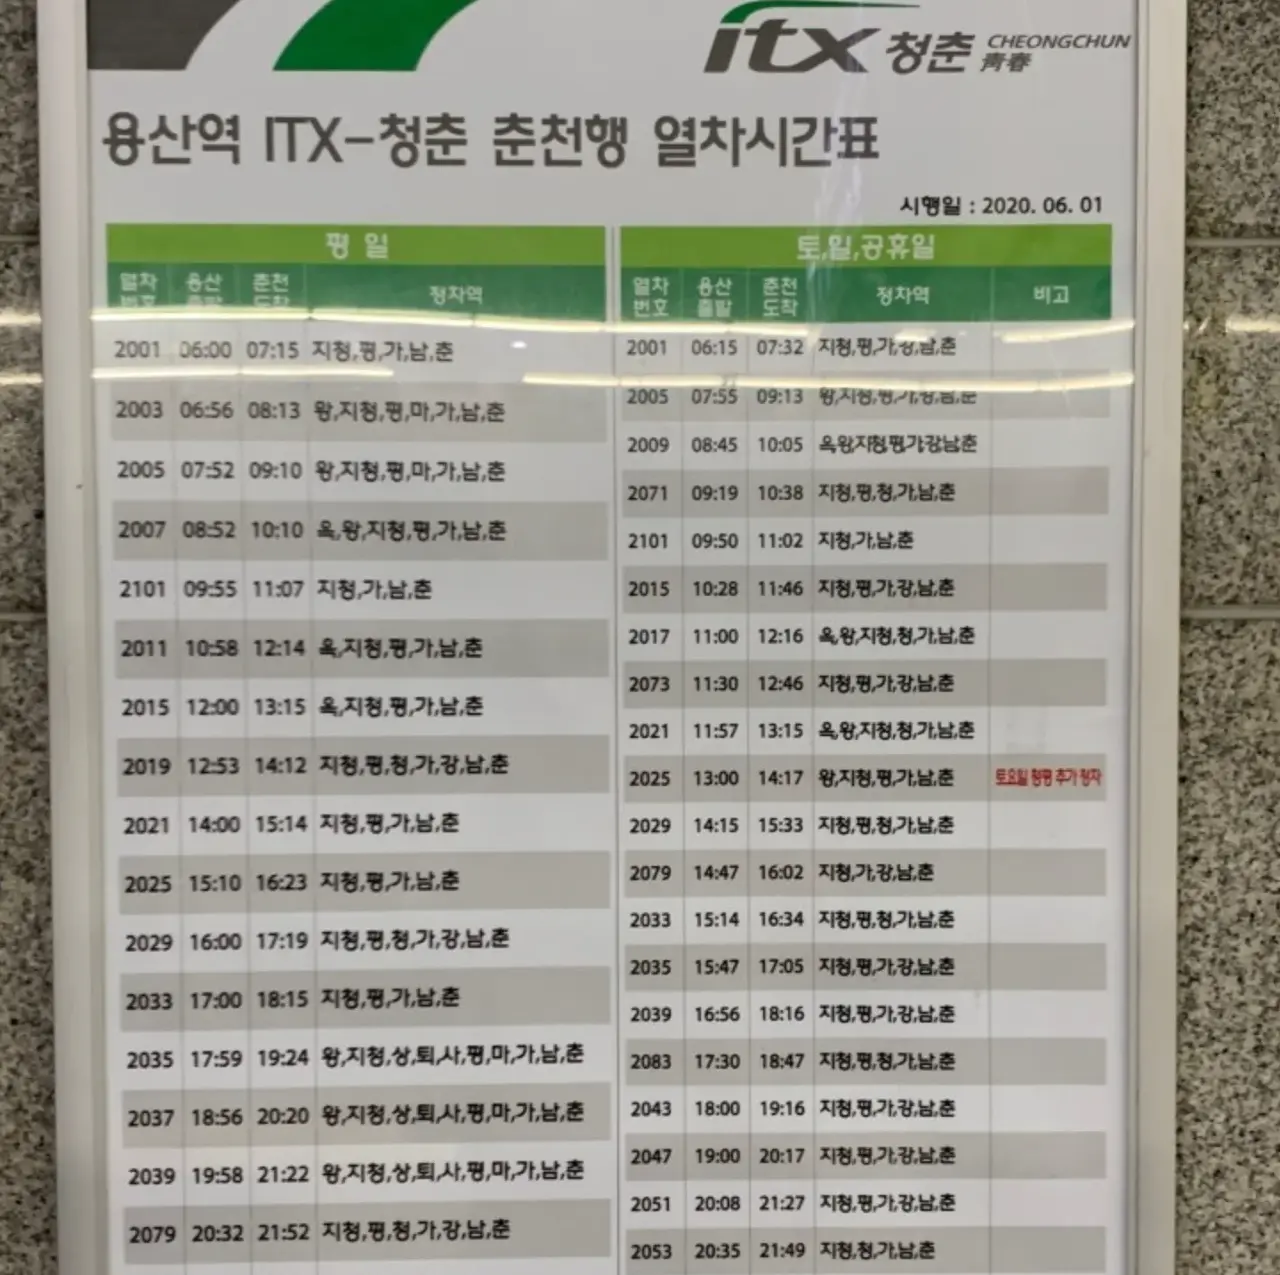 itx 청춘 CHEONGCHUN 靑春
용산역 ITX-청춘 춘천행 열차시간표
시행일 : 2020. 06. 01
평 일
열차번호 용산출발 춘천도착 정차역
2001 06:00 07:15 지청,평,가,남,춘
2003 06:56 08:13 왕,지청,평,마,가,남,춘
2005 07:52 09:10 왕,지청,평,마,가,남,춘
2007 08:52 10:10 옥,왕,지청,평,가,남,춘
2101 09:55 11:07 지청,가,남,춘
2011 10:58 12:14 옥,지청,평,가,남,춘
2015 12:00 13:15 옥,지청,평,가,남,춘
2019 12:53 14:12 지청,평,청,가,강,남,춘
2021 14:00 15:14 지청,평,가,남,춘
2025 15:10 16:23 지청,평,가,남,춘
2029 16:00 17:19 지청,평,청,가,강,남,춘
2033 17:00 18:15 지청,평,가,남,춘
2035 17:59 19:24 왕,지청,상,퇴,사,평,마,가,남,춘
2037 18:56 20:20 왕,지청,상,퇴,사,평,마,가,남,춘
2039 19:58 21:22 왕,지청,상,퇴,사,평,마,가,남,춘
2079 20:32 21:52 지청,평,청,가,강,남,춘
토,일,공휴일
열차번호 용산출발 춘천도착 정차역 비고
2001 06:15 07:32 지청,평,가,강,남,춘
2005 07:55 09:13 왕,지청,평,가,강,남,춘
2009 08:45 10:05 옥,왕,지청,평,가,강,남,춘
2071 09:19 10:38 지청,평,청,가,남,춘
2101 09:50 11:02 지청,가,남,춘
2015 10:28 11:46 지청,평,가,강,남,춘
2017 11:00 12:16 옥,왕,지청,청,가,남,춘
2073 11:30 12:46 지청,평,가,강,남,춘
2021 11:57 13:15 옥,왕,지청,청,가,남,춘
2025 13:00 14:17 왕,지청,평,가,남,춘 토요일 청평 추가 정차
2029 14:15 15:33 지청,평,청,가,남,춘
2079 14:47 16:02 지청,가,강,남,춘
2033 15:14 16:34 지청,평,청,가,남,춘
2035 15:47 17:05 지청,평,가,강,남,춘
2039 16:56 18:16 지청,평,가,강,남,춘
2083 17:30 18:47 지청,평,청,가,남,춘
2043 18:00 19:16 지청,평,가,강,남,춘
2047 19:00 20:17 지청,평,가,강,남,춘
2051 20:08 21:27 지청,평,가,강,남,춘
2053 20:35 21:49 지청,청,가,남,춘